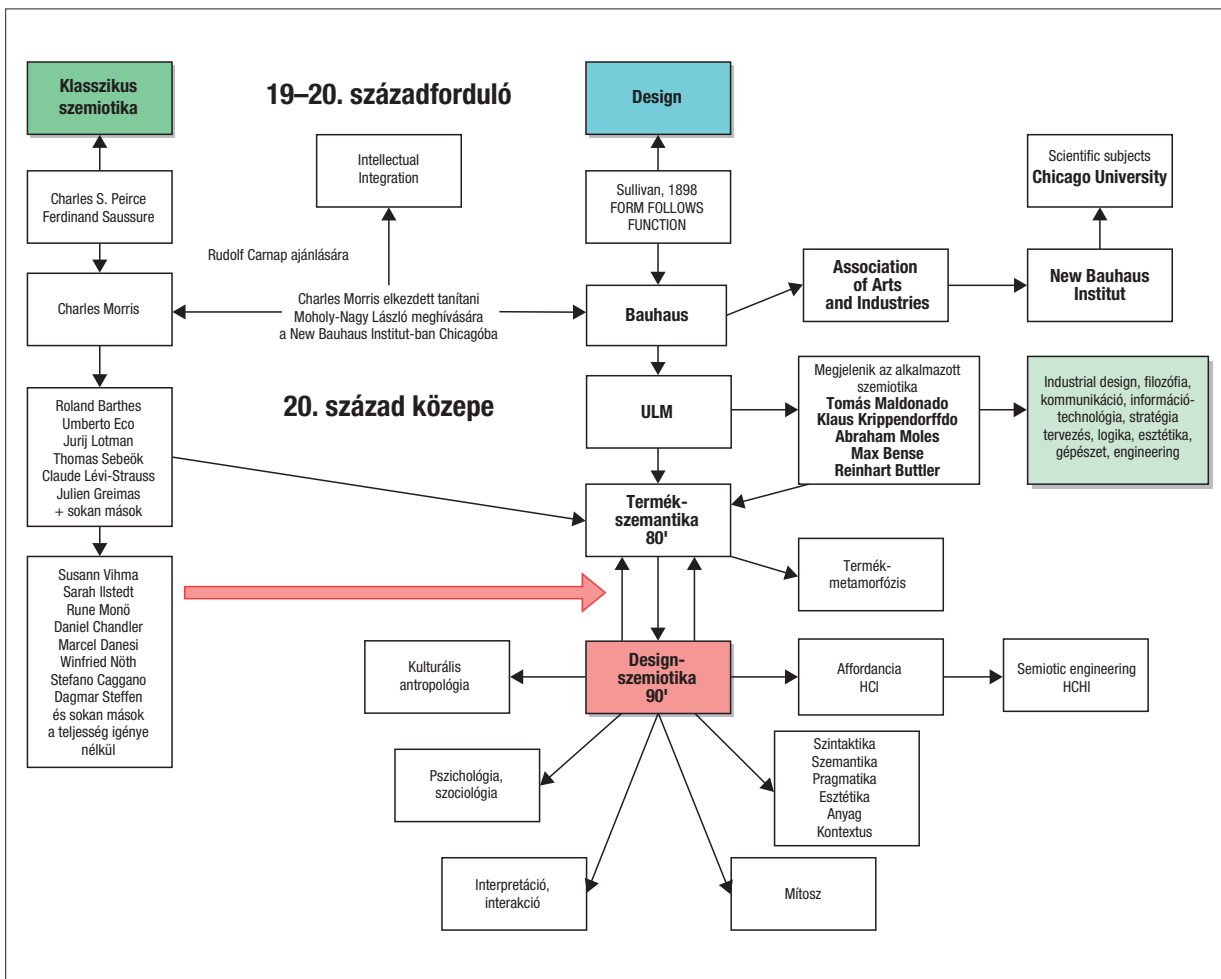 Klasszikus
szemiotika
19–20. századforduló
Design
Intellectual
Integration
Scientific subjects
Chicago University
Charles S. Peirce
Ferdinand Saussure
Sullivan, 1898
FORM FOLLOWS
FUNCTION
Rudolf Carnap ajánlására
Association
of Arts
and Industries
New Bauhaus
Institut
Charles Morris
Charles Morris elkezdett tanítani
Moholy-Nagy László meghívására
a New Bauhaus Institut-ban Chicagóba
Bauhaus
20. század közepe
Roland Barthes
Umberto Eco
Jurij Lotman
Thomas Sebeök
Claude Lévi-Strauss
Julien Greimas
+ sokan mások
ULM
Megjelenik az alkalmazott
szemiotika
Tomás Maldonado
Klaus Krippendorffdo
Abraham Moles
Max Bense
Reinhart Buttler
Industrial design, filozófia,
kommunikáció, információ-
technológia, stratégia
tervezés, logika, esztétika,
gépészet, engineering
Termék-
szemantika
80'
Termék-
metamorfózis
Susann Vihma
Sarah Ilstedt
Rune Monö
Daniel Chandler
Marcel Danesi
Winfried Nöth
Stefano Caggano
Dagmar Steffen
és sokan mások
a teljesség igénye
nélkül
Kulturális
antropológia
Design-
szemiotika
90'
Affordancia
HCI
Semiotic engineering
HCHI
Pszichológia,
szociológia
Szintaktika
Szemantika
Pragmatika
Esztétika
Anyag
Kontextus
Interpretáció,
interakció
Mítosz